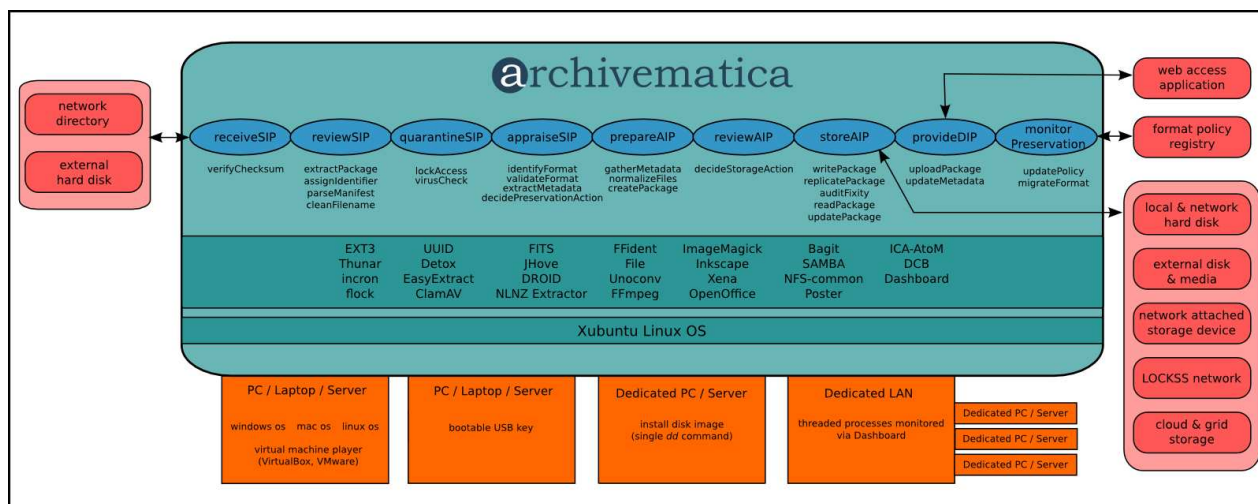 archivematica
network
directory
external
hard disk
receiveSIP
verifyChecksum
reviewSIP
extractPackage
assignIdentifier
parseManifest
cleanFilename
quarantineSIP
lockAccess
virusCheck
appraiseSIP
identifyFormat
validateFormat
extractMetadata
decidePreservationAction
prepareAIP
gatherMetadata
normalizeFiles
createPackage
reviewAIP
decideStorageAction
storeAIP
writePackage
replicatePackage
auditFixity
readPackage
updatePackage
provideDIP
uploadPackage
updateMetadata
monitor
Preservation
updatePolicy
migrateFormat
web access
application
format policy
registry
local & network
hard disk
external disk
& media
network attached
storage device
LOCKSS network
cloud & grid
storage
EXT3
Thunar
incron
flock
UUID
Detox
EasyExtract
ClamAV
FITS
JHove
DROID
NLNZ Extractor
FFident
File
Unoconv
FFmpeg
ImageMagick
Inkscape
Xena
OpenOffice
Bagit
SAMBA
NFS-common
Poster
ICA-AtoM
DCB
Dashboard
Xubuntu Linux OS
PC / Laptop / Server
windows os mac os linux os
virtual machine player
(VirtualBox, VMware)
PC / Laptop / Server
bootable USB key
Dedicated PC / Server
install disk image
(single dd command)
Dedicated LAN
threaded processes monitored
via Dashboard
Dedicated PC / Server
Dedicated PC / Server
Dedicated PC / Server